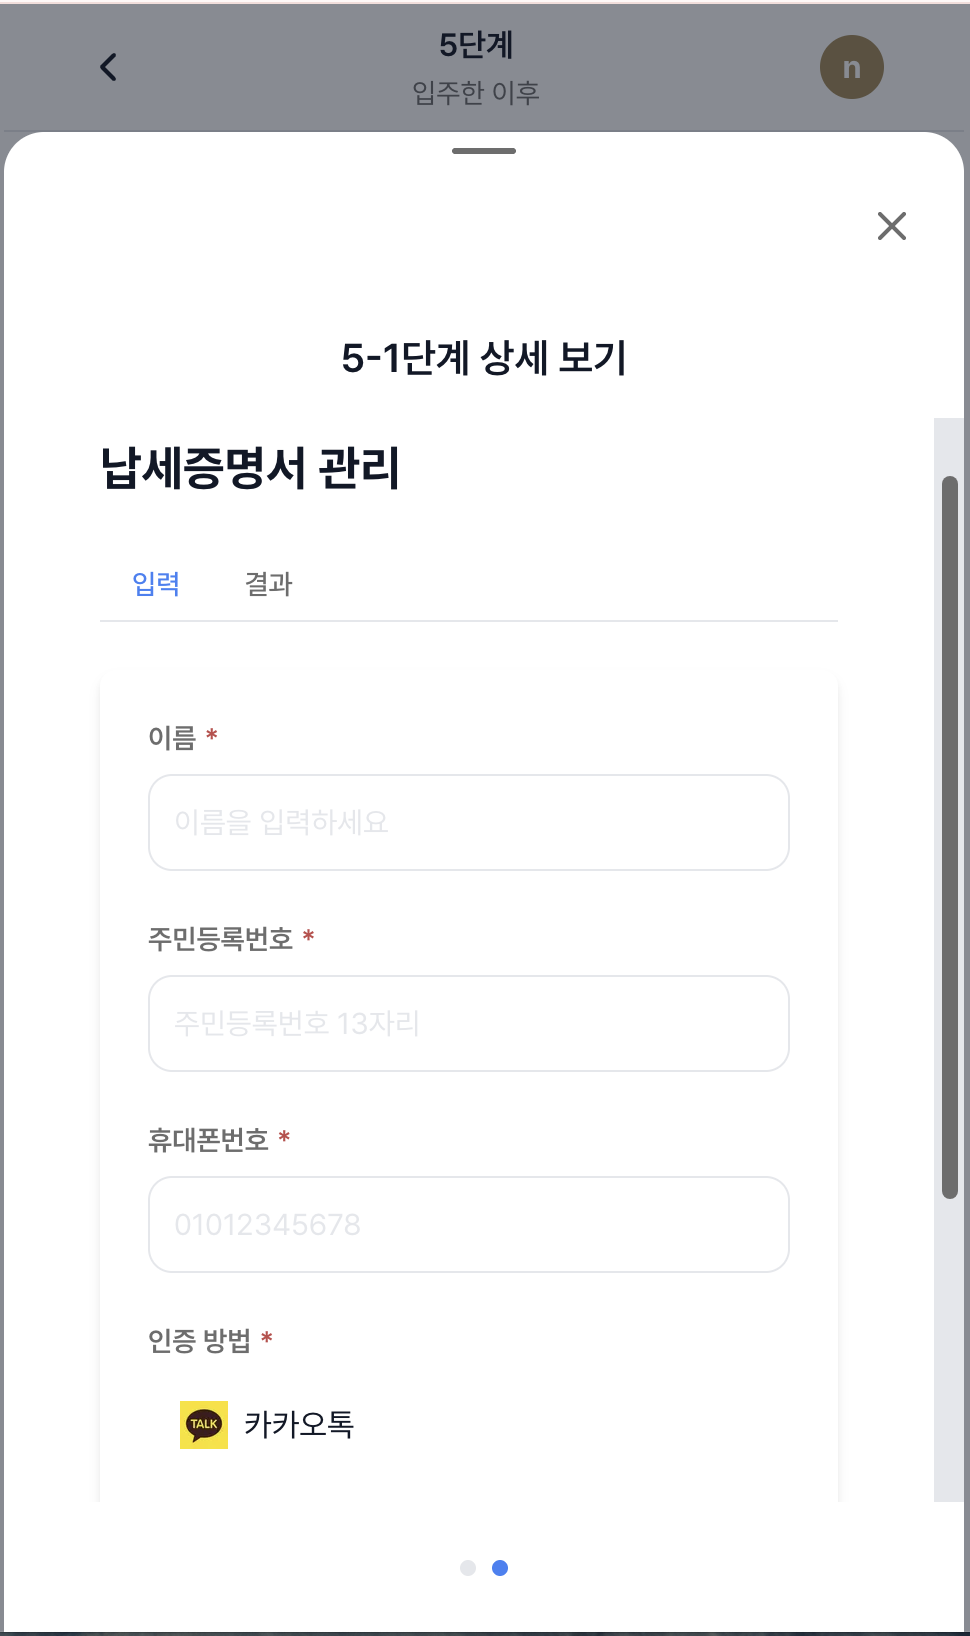 5단계
입주한 이후
n
5-1단계 상세 보기
납세증명서 관리
입력 결과
이름 *
이름을 입력하세요
주민등록번호 *
주민등록번호 13자리
휴대폰번호 *
01012345678
인증 방법 *
TALK 카카오톡